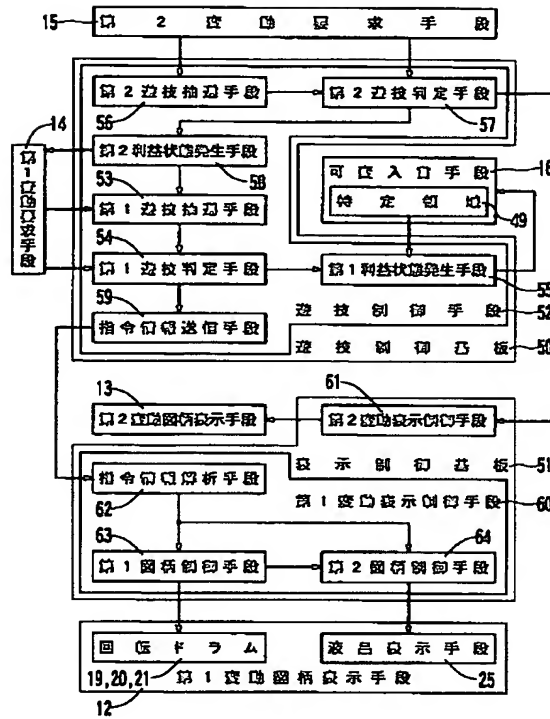 15 第2変動要求手段
第2遊技抽選手段
第2遊技判定手段
56
57
14
第1変動要求手段
第2利益状態発生手段
58
可変入賞手段 16
53
特定領域 49
第1遊技抽選手段
54
第1遊技判定手段
第1利益状態発生手段
55
59
指令信号送信手段
遊技制御手段 52
遊技制御基板 50
13
61
第2変動図柄表示手段
第2変動表示制御手段
表示制御基板 51
指令信号解析手段
第1変動表示制御手段 60
62
63
64
第1図柄制御手段
第2図柄制御手段
回転ドラム
液晶表示手段
19,20,21
第1変動図柄表示手段
25
12